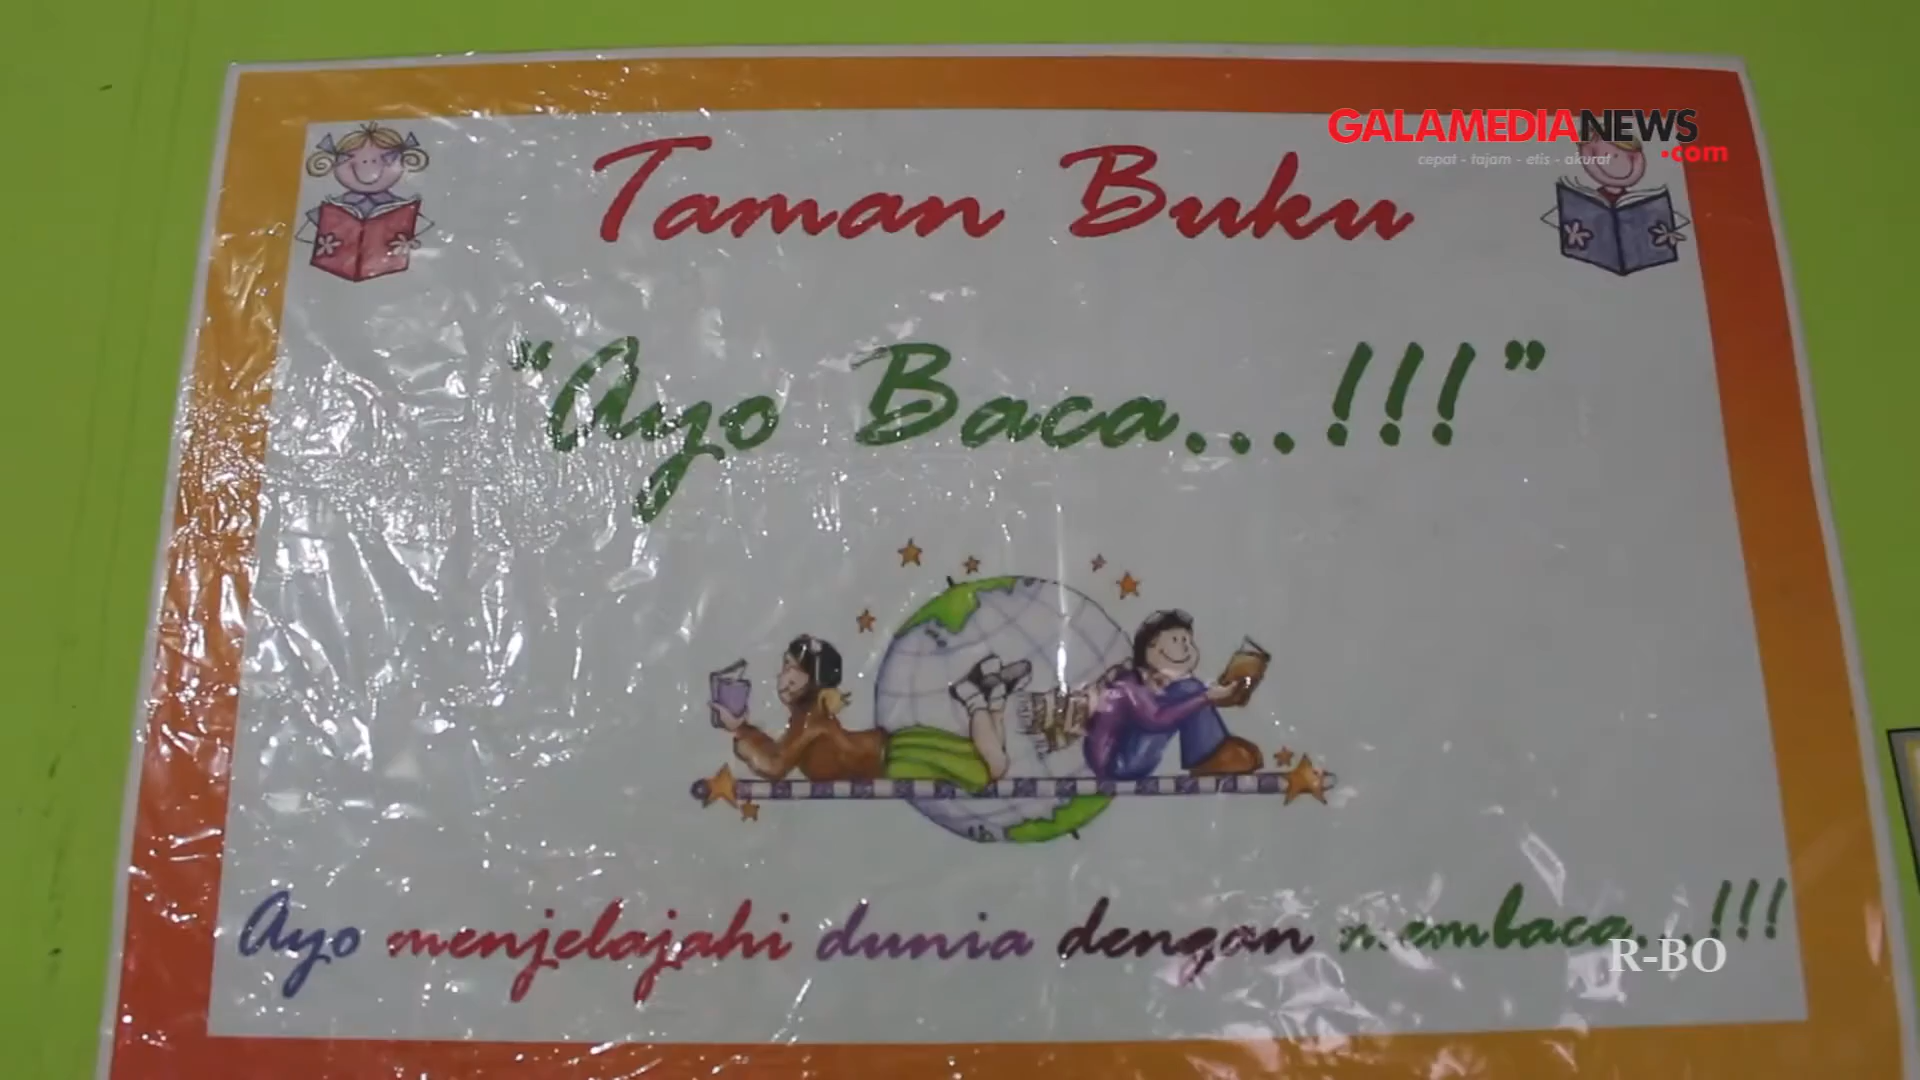 GALAMEDIANEWS
.com
cepat - tajam - etis - akurat
Taman Buku
"Ayo Baca...!!!"
Ayo menjelajahi dunia dengan membaca...!!!
R-BO